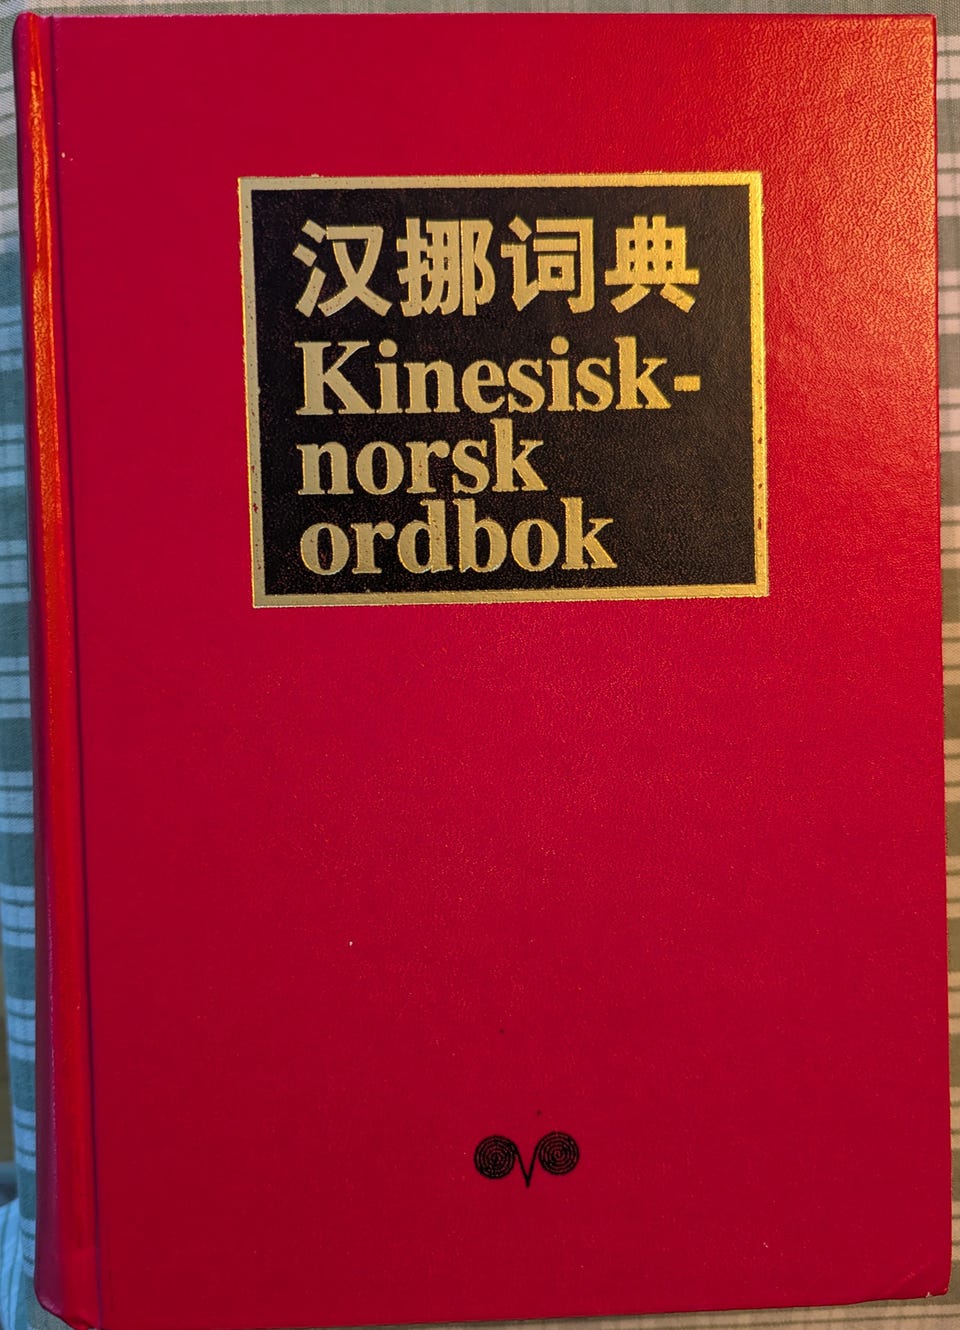 汉挪词典
Kinesisk-
norsk
ordbok